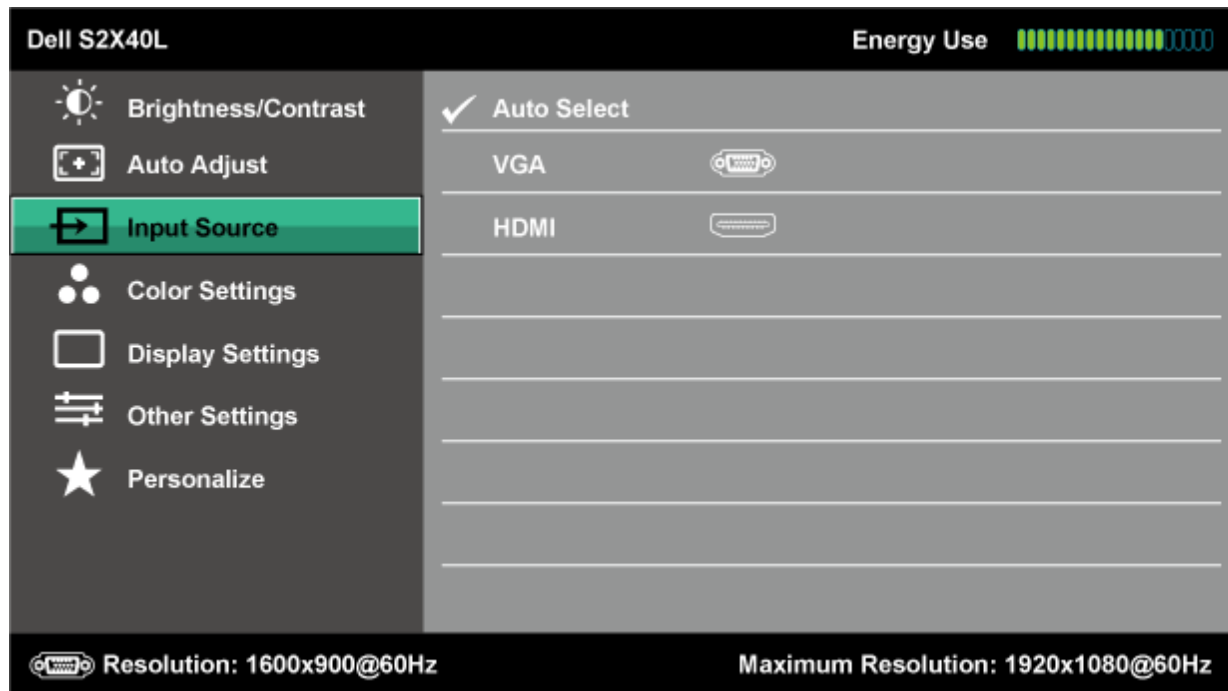 Dell S2X40L
Energy Use
Brightness/Contrast
Auto Adjust
Input Source
Color Settings
Display Settings
Other Settings
Personalize
Auto Select
VGA
HDMI
Resolution: 1600x900@60Hz
Maximum Resolution: 1920x1080@60Hz